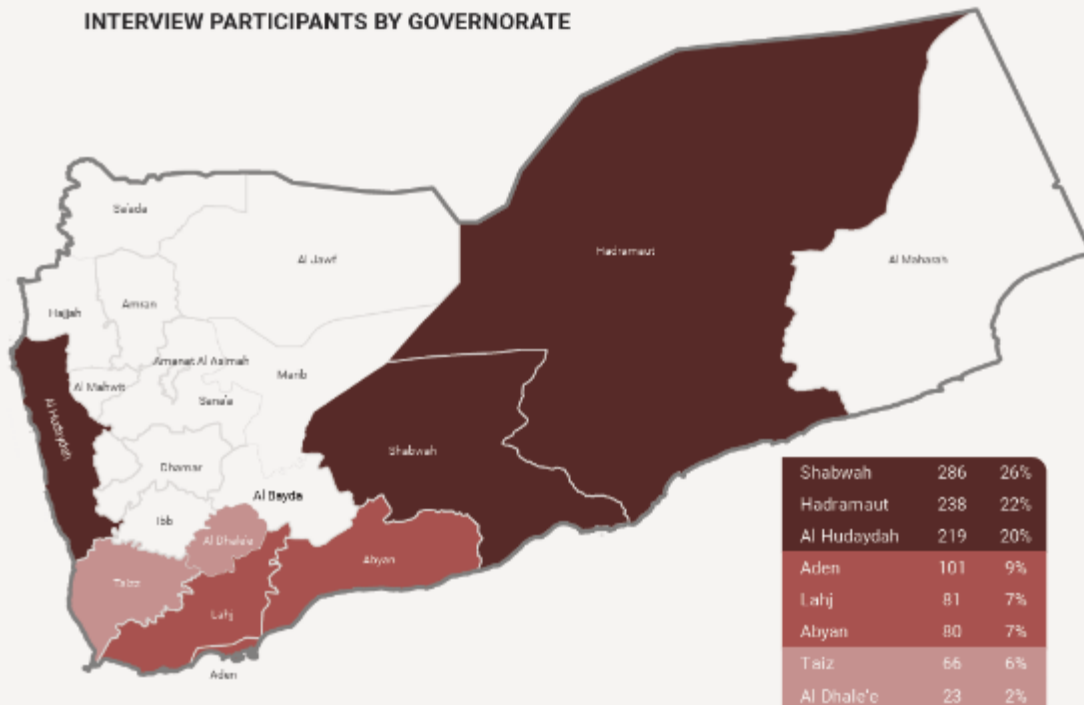 INTERVIEW PARTICIPANTS BY GOVERNORATE
Sa'ada
Al Jawf
Hadramaut
Al Maharah
Hajjah
Amran
Amanat Al Asimah
Marib
Al Mahwit
Sana'a
Al Hudaydah
Shabwah
Dhamar
Al Bayda
Ibb
Al Dhale'e
Abyan
Taizz
Lahj
Aden
Shabwah 286 26%
Hadramaut 238 22%
Al Hudaydah 219 20%
Aden 101 9%
Lahj 81 7%
Abyan 80 7%
Taiz 66 6%
Al Dhale'e 23 2%